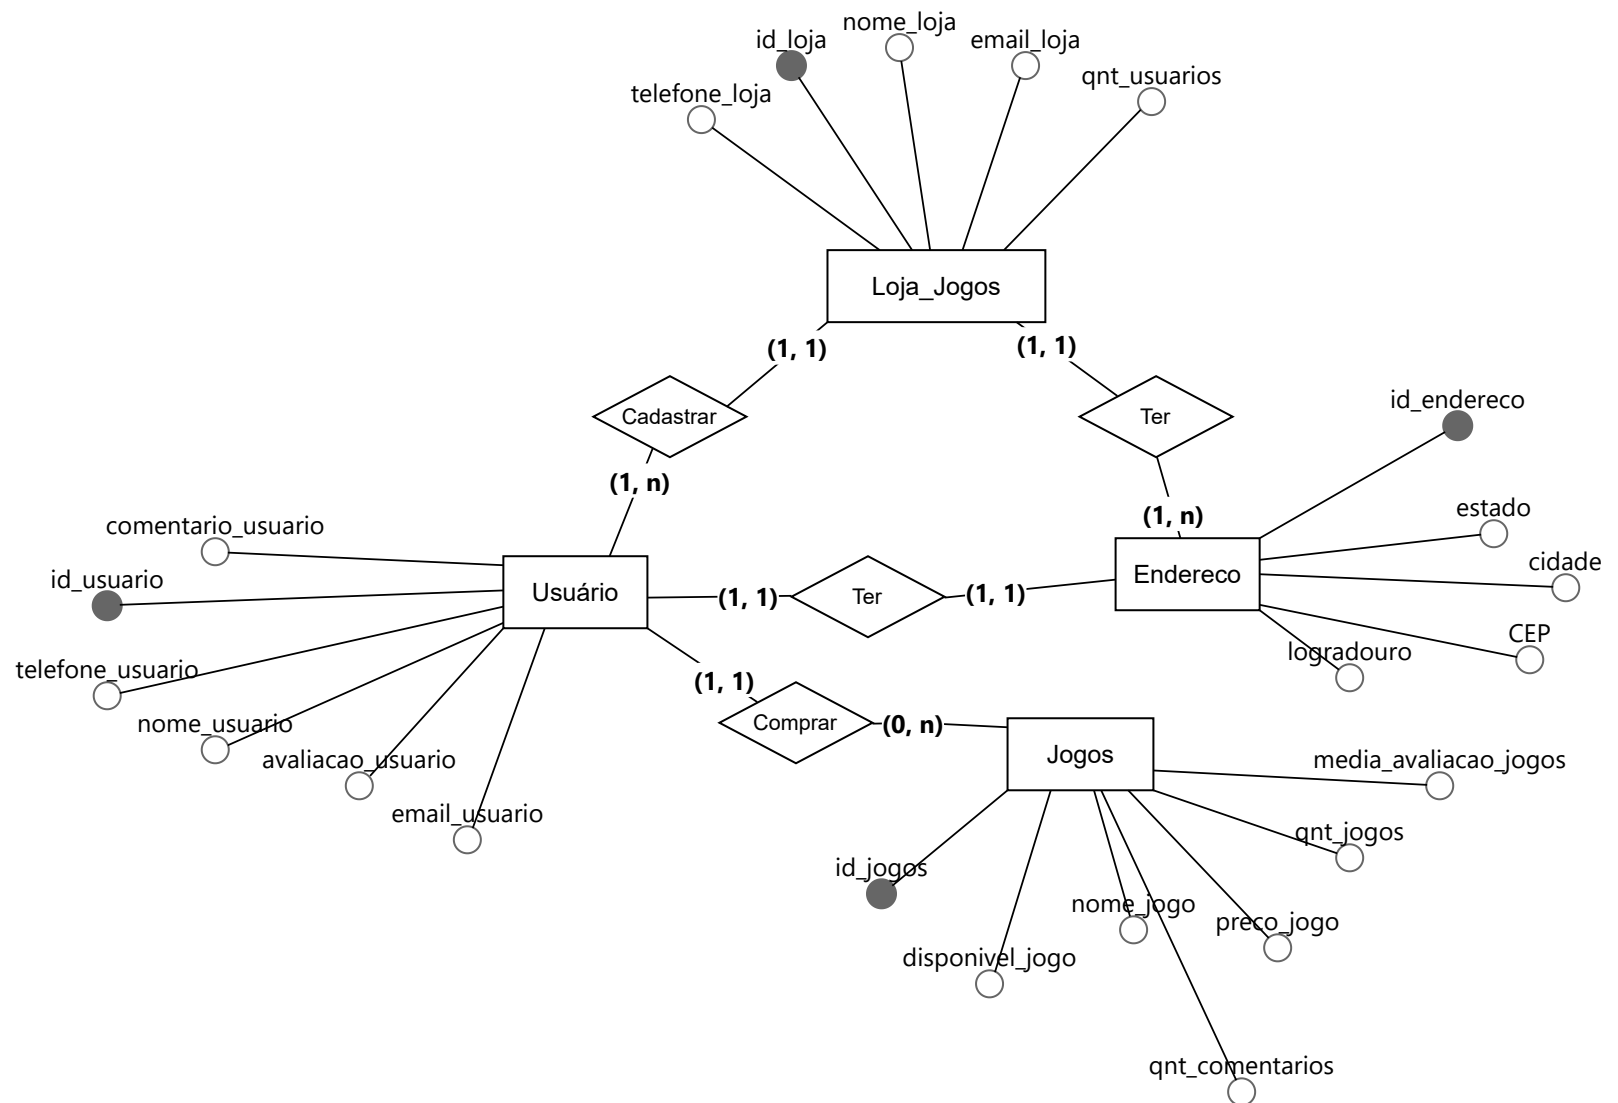 nome_loja
id_loja
email_loja
qnt_usuarios
telefone_loja
Loja_Jogos
(1, 1)
(1, 1)
Cadastrar
Ter
id_endereco
(1, n)
(1, n)
estado
comentario_usuario
cidade
id_usuario
Usuário
(1, 1)
Ter
(1, 1)
Endereco
CEP
logradouro
telefone_usuario
(1, 1)
nome_usuario
Comprar
(0, n)
Jogos
avaliacao_usuario
media_avaliacao_jogos
email_usuario
qnt_jogos
id_jogos
nome_jogo
preco_jogo
disponivel_jogo
qnt_comentarios